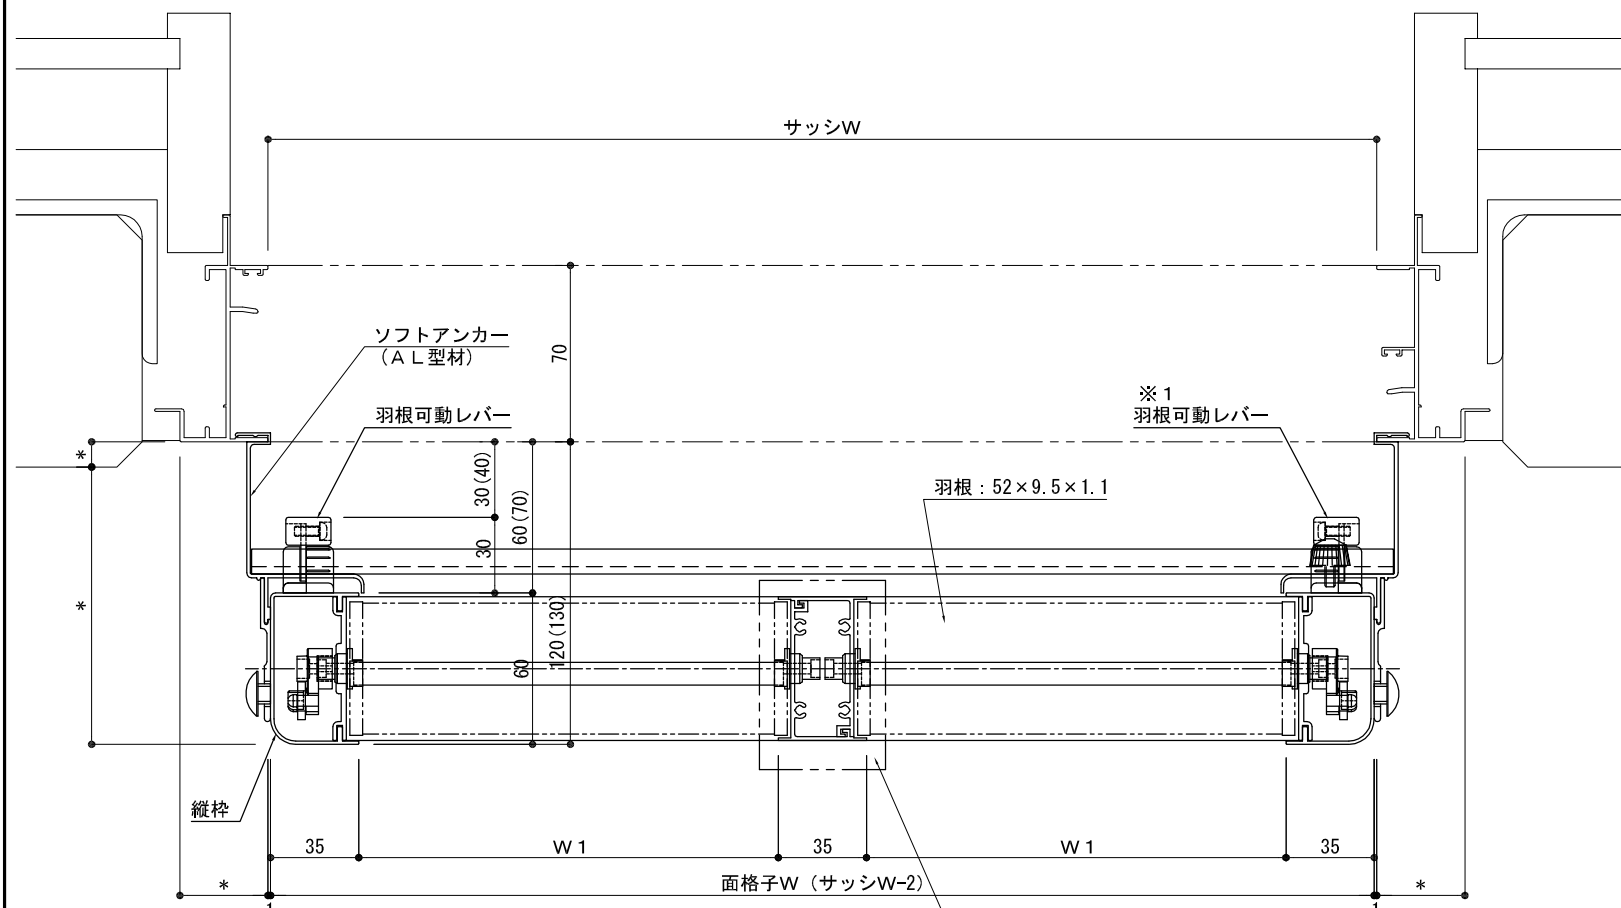 サッシW
ソフトアンカー
(AL型材)
70
※1
羽根可動レバー
羽根可動レバー
*
30(40)
60(70)
羽根：52×9.5×1.1
30
*
120(130)
60
縦枠
35
W1
35
W1
35
*
面格子W（サッシW-2）
*
1
1